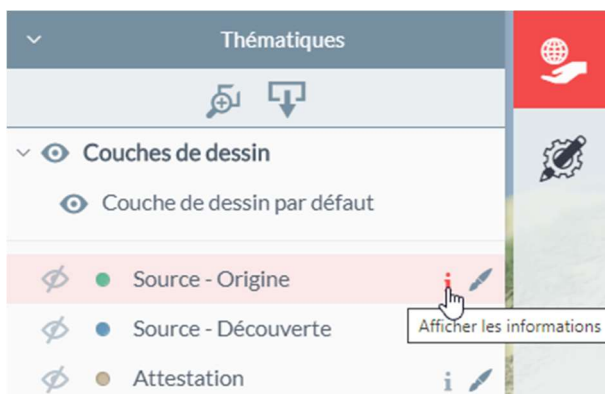 Thématiques
Couches de dessin
Couche de dessin par défaut
Source - Origine
Source - Découverte
Afficher les informations
Attestation